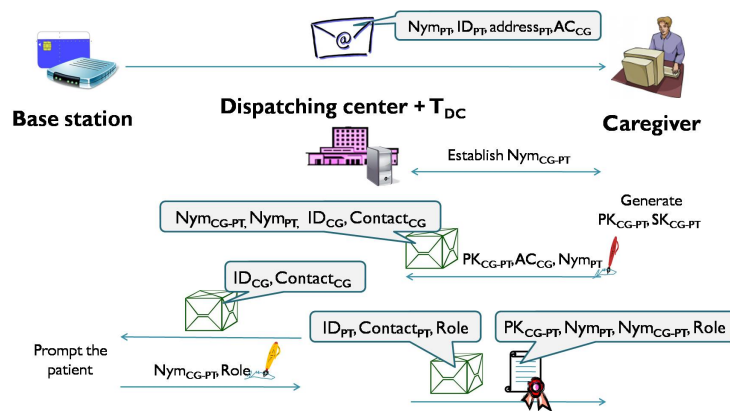 Nym_PT, ID_PT, address_PT, AC_CG
@
Base station
Dispatching center + T_DC
Caregiver
Establish Nym_CG-PT
Generate
PK_CG-PT, SK_CG-PT
Nym_CG-PT, Nym_PT, ID_CG, Contact_CG
PK_CG-PT, AC_CG, Nym_PT
ID_CG, Contact_CG
ID_PT, Contact_PT, Role
PK_CG-PT, Nym_PT, Nym_CG-PT, Role
Prompt the
patient
Nym_CG-PT, Role